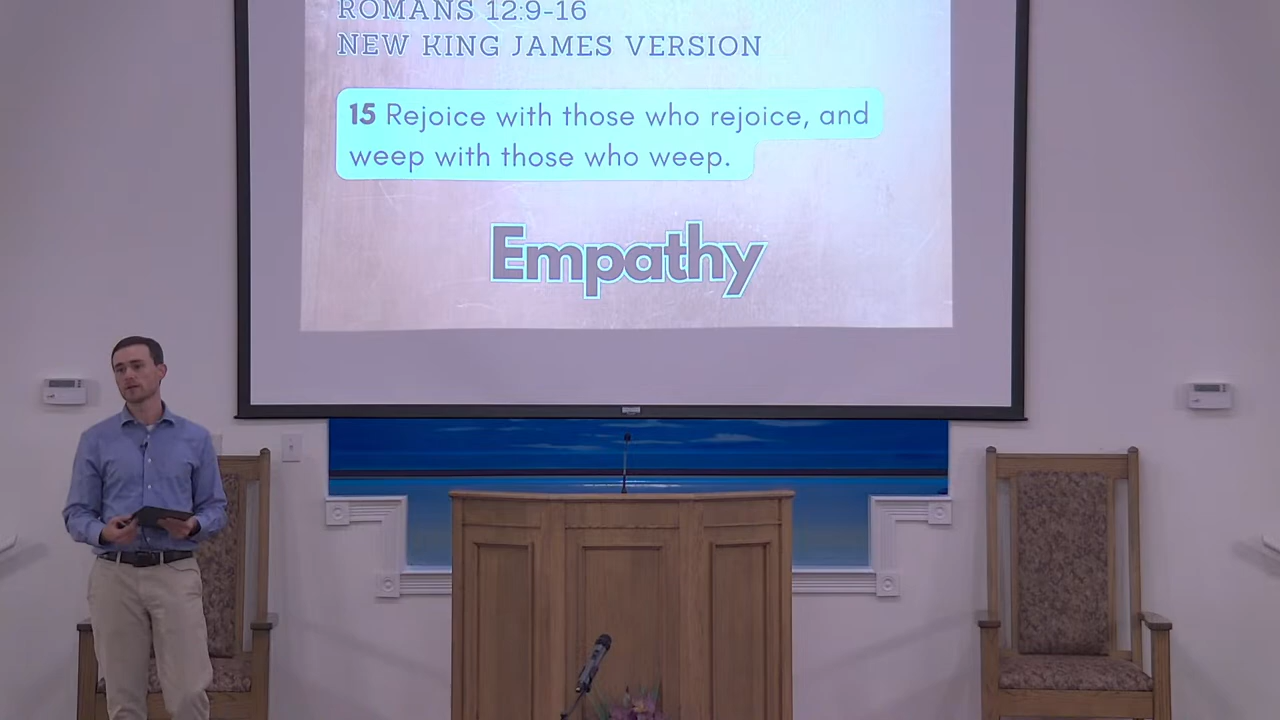 ROMANS 12:9-16
NEW KING JAMES VERSION
15 Rejoice with those who rejoice, and
weep with those who weep.
Empathy